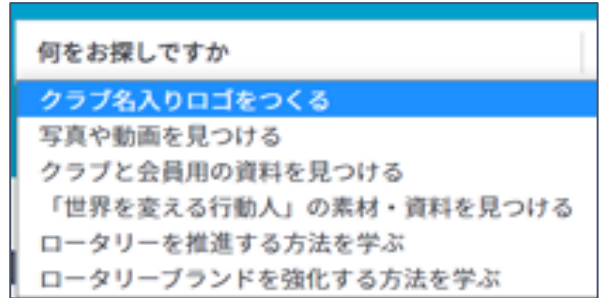 何をお探しですか
クラブ名入りロゴをつくる
写真や動画を見つける
クラブと会員用の資料を見つける
「世界を変える行動人」の素材・資料を見つける
ロータリーを推進する方法を学ぶ
ロータリーブランドを強化する方法を学ぶ